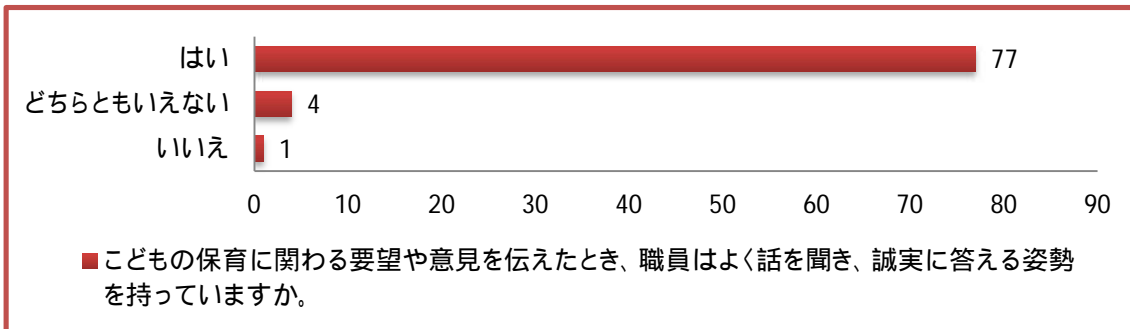 はい 77
どちらともいえない 4
いいえ 1
0 10 20 30 40 50 60 70 80 90
こどもの保育に関わる要望や意見を伝えたとき、職員はよく話を聞き、誠実に答える姿勢
を持っていますか。